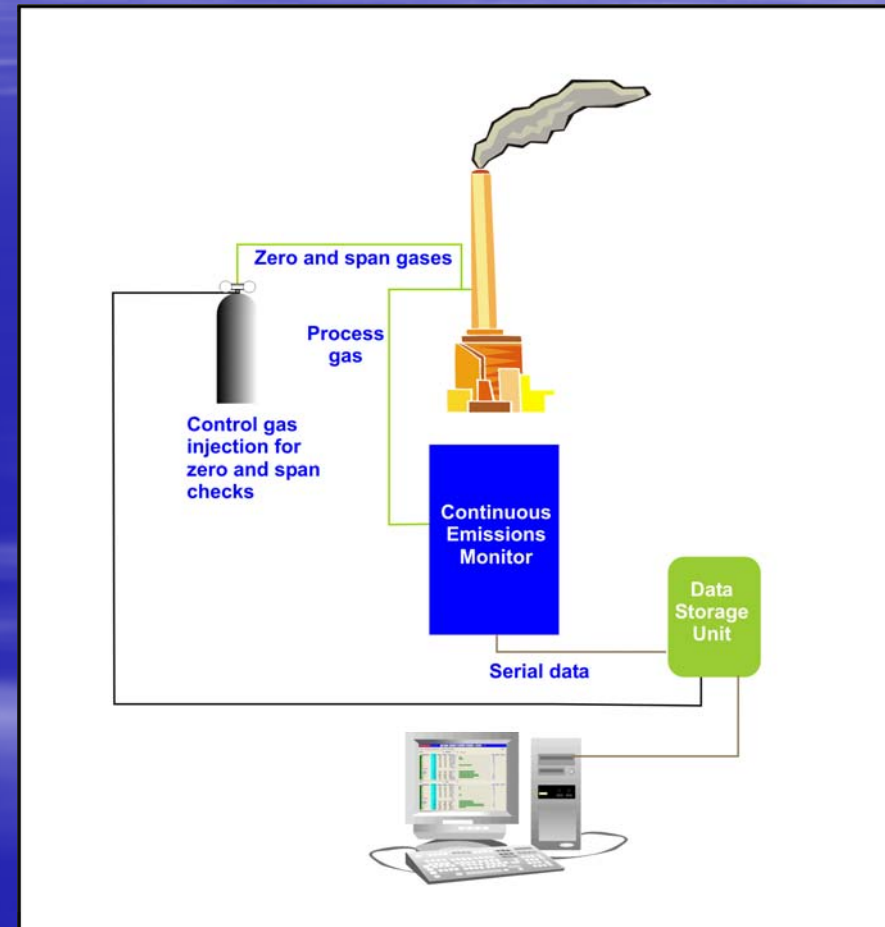 Zero and span gases
Process
gas
Control gas
injection for
zero and span
checks
Continuous
Emissions
Monitor
Data
Storage
Unit
Serial data